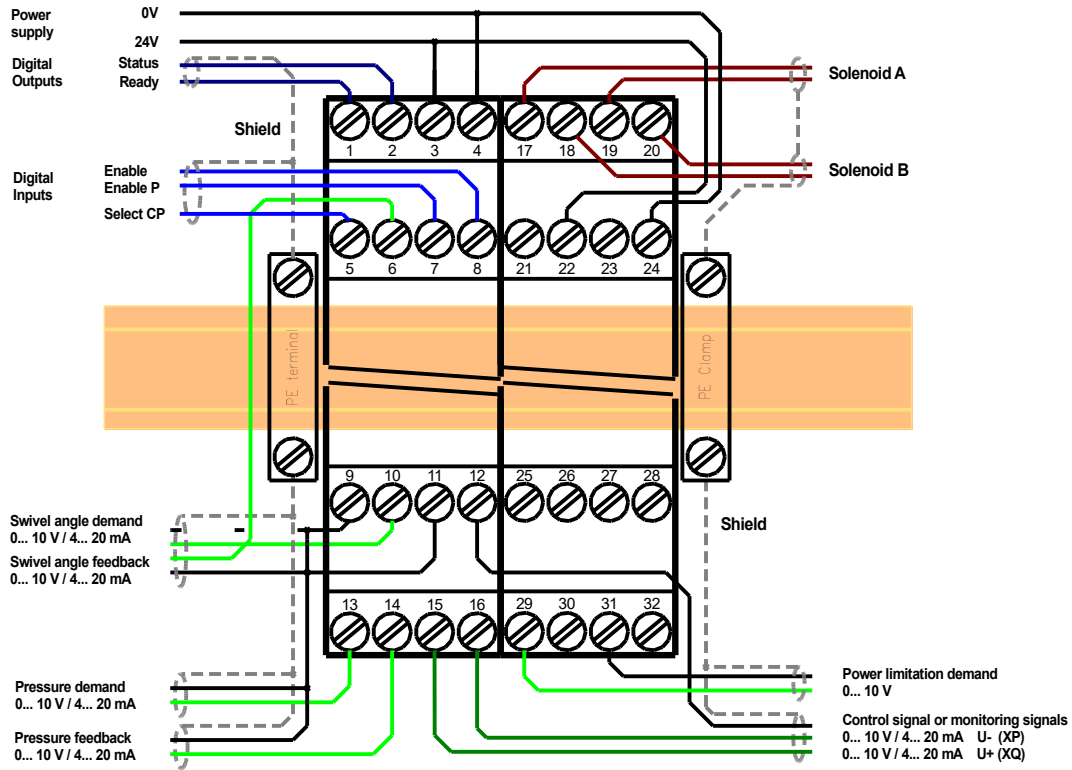 Power
supply
0V
24V
Digital
Outputs
Status
Ready
Solenoid A
Shield
1 2 3 4 17 18 19 20
Digital
Inputs
Enable
Enable P
Select CP
Solenoid B
5 6 7 8 21 22 23 24
PE terminal
PE Clamp
9 10 11 12 25 26 27 28
Shield
Swivel angle demand
0... 10 V / 4... 20 mA
Swivel angle feedback
0... 10 V / 4... 20 mA
13 14 15 16 29 30 31 32
Pressure demand
0... 10 V / 4... 20 mA
Pressure feedback
0... 10 V / 4... 20 mA
Power limitation demand
0... 10 V
Control signal or monitoring signals
0... 10 V / 4... 20 mA U- (XP)
0... 10 V / 4... 20 mA U+ (XQ)